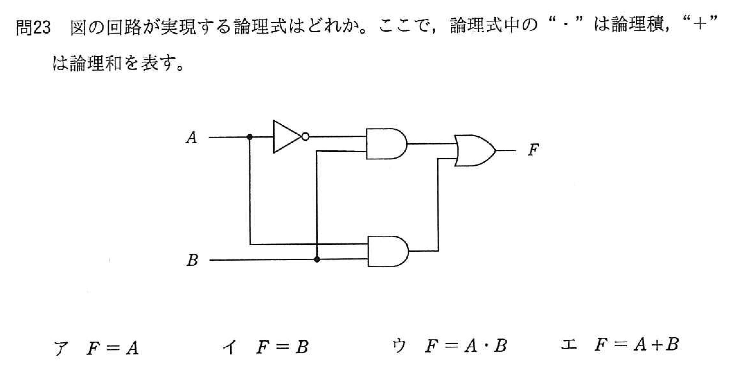 問23 図の回路が実現する論理式はどれか。ここで，論理式中の“・”は論理積，“＋”
は論理和を表す。
A
F
B
ア F = A
イ F = B
ウ F = A・B
エ F = A+B